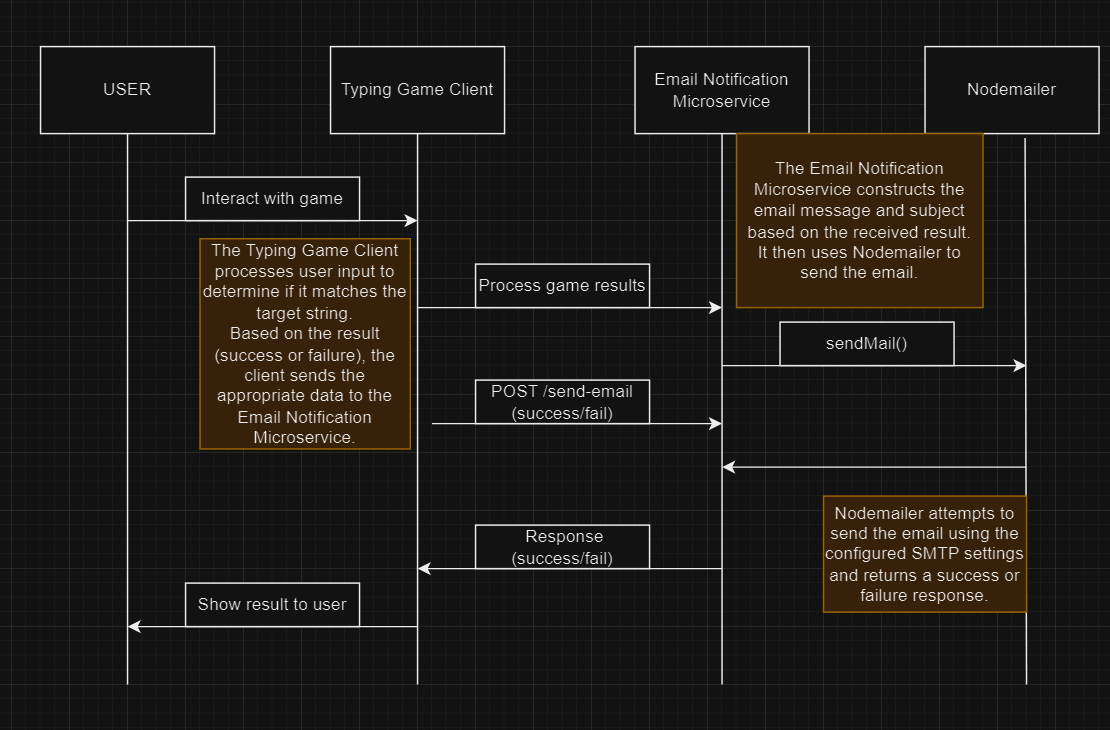 USER
Typing Game Client
Email Notification
Microservice
Nodemailer
The Email Notification
Microservice constructs the
email message and subject
based on the received result.
It then uses Nodemailer to
send the email.
Interact with game
The Typing Game Client
processes user input to
determine if it matches the
target string.
Based on the result
(success or failure), the
client sends the
appropriate data to the
Email Notification
Microservice.
Process game results
sendMail()
POST /send-email
(success/fail)
Nodemailer attempts to
send the email using the
configured SMTP settings
and returns a success or
failure response.
Response
(success/fail)
Show result to user